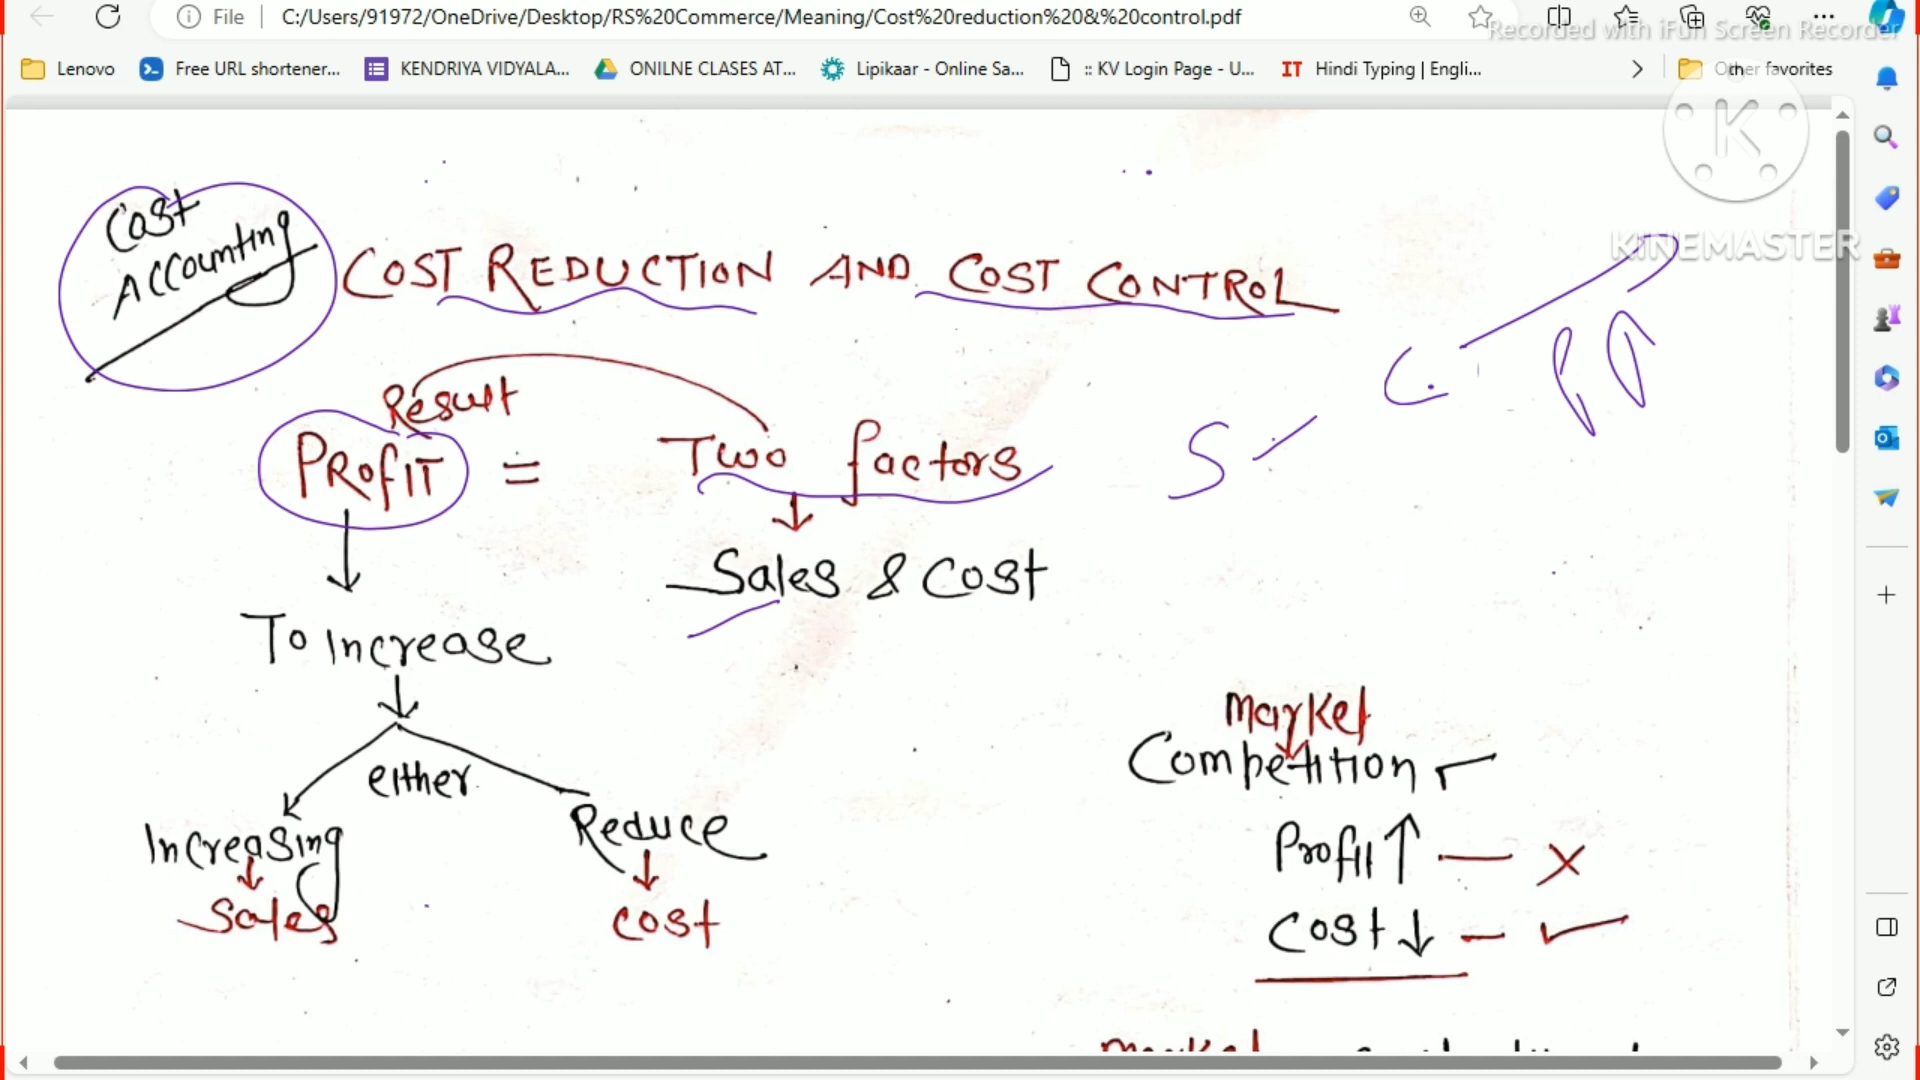 File C:/Users/91972/OneDrive/Desktop/RS%20Commerce/Meaning/Cost%20reduction%20&%20control.pdf
Recorded with iFun Screen Recorder
Lenovo Free URL shortener... KENDRIYA VIDYALA... ONILNE CLASES AT... Lipikaar - Online Sa... :: KV Login Page - U... IT Hindi Typing | Engli... Other favorites
K
KINEMASTER
Cost
Accounting
COST REDUCTION AND COST CONTROL
Result
PROFIT = Two factors S
C
Sales & Cost
To Increase
Market
Competition
either
Increasing Reduce
Profit ↑ — ×
Sales Cost
Cost ↓ — ✓